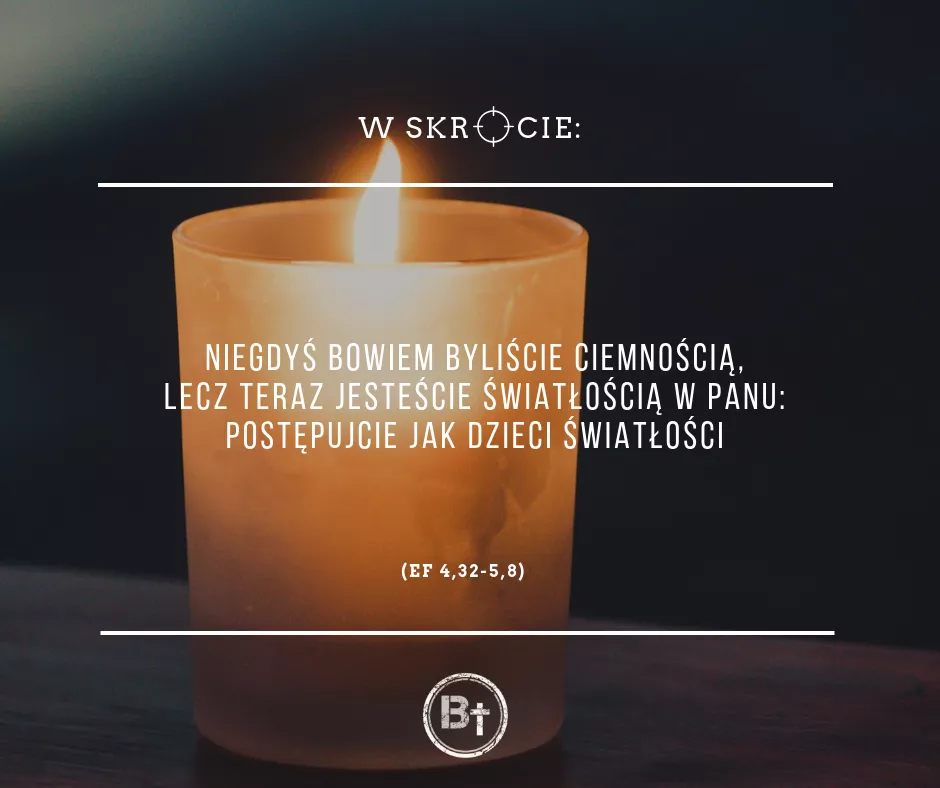 W SKRÓCIE:
NIEGDYŚ BOWIEM BYLIŚCIE CIEMNOŚCIĄ,
LECZ TERAZ JESTEŚCIE ŚWIATŁOŚCIĄ W PANU:
POSTĘPUJCIE JAK DZIECI ŚWIATŁOŚCI
(EF 4,32-5,8)
B†